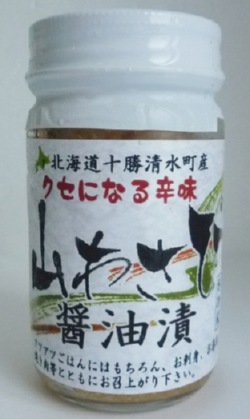 北海道十勝清水町産
クセになる辛味
山わさび
醤油漬
アツアツごはんにはもちろん、お刺身、
とともにお召上がり下さい。